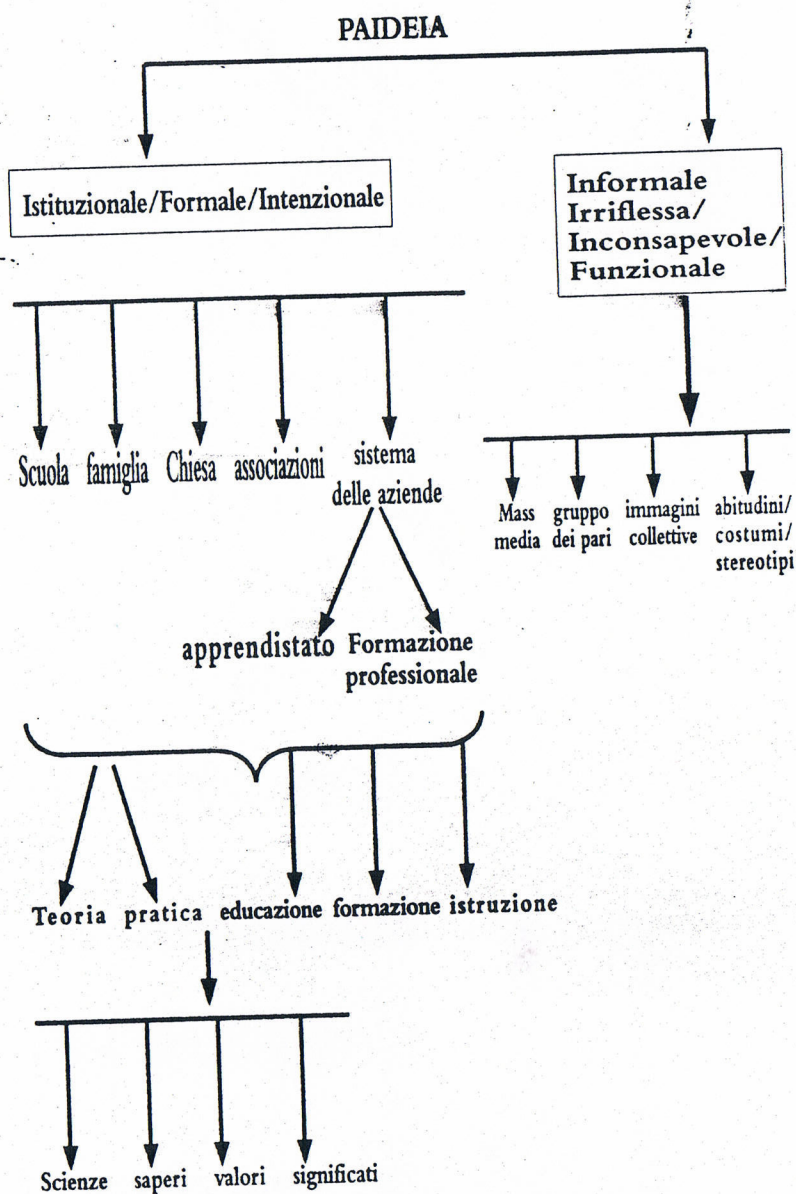 PAIDEIA
Istituzionale/Formale/Intenzionale
Informale
Irriflessa/
Inconsapevole/
Funzionale
Scuola famiglia Chiesa associazioni sistema
delle aziende
Mass
media
gruppo
dei pari
immagini
collettive
abitudini/
costumi/
stereotipi
apprendistato
Formazione
professionale
Teoria pratica educazione formazione istruzione
Scienze saperi valori significati